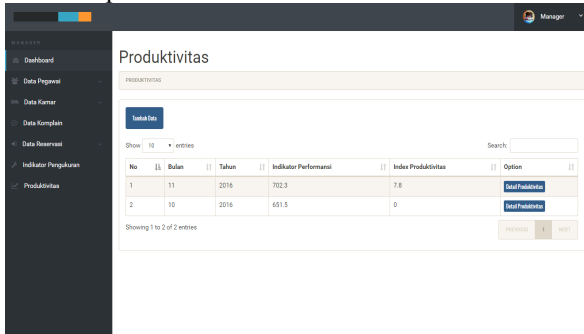 Manager
MANAGER
Dashboard
Data Pegawai
Data Kamar
Data Komplain
Data Reservasi
Indikator Pengukuran
Produktivitas
Produktivitas
PRODUKTIVITAS
Tambah Data
Show 10 entries
Search:
No Bulan Tahun Indikator Performansi Index Produktivitas Option
1 11 2016 702.3 7.8 Detail Produktivitas
2 10 2016 651.5 0 Detail Produktivitas
Showing 1 to 2 of 2 entries
PREVIOUS 1 NEXT